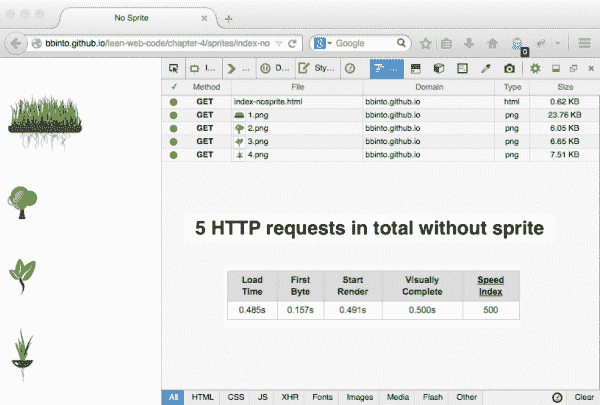 No Sprite
bbinto.github.io/lean-web-code/chapter-4/sprites/index-no
Google
0
I... ... D... Sty... ...
✓ Method File Domain Type Size
GET index-nosprite.html bbinto.github.io html 0.62 KB
GET 1.png bbinto.github.io png 23.76 KB
GET 2.png bbinto.github.io png 6.05 KB
GET 3.png bbinto.github.io png 6.65 KB
GET 4.png bbinto.github.io png 7.51 KB
5 HTTP requests in total without sprite
Load First Start Visually Speed
Time Byte Render Complete Index
0.485s 0.157s 0.491s 0.500s 500
All HTML CSS JS XHR Fonts Images Media Flash Other Clear